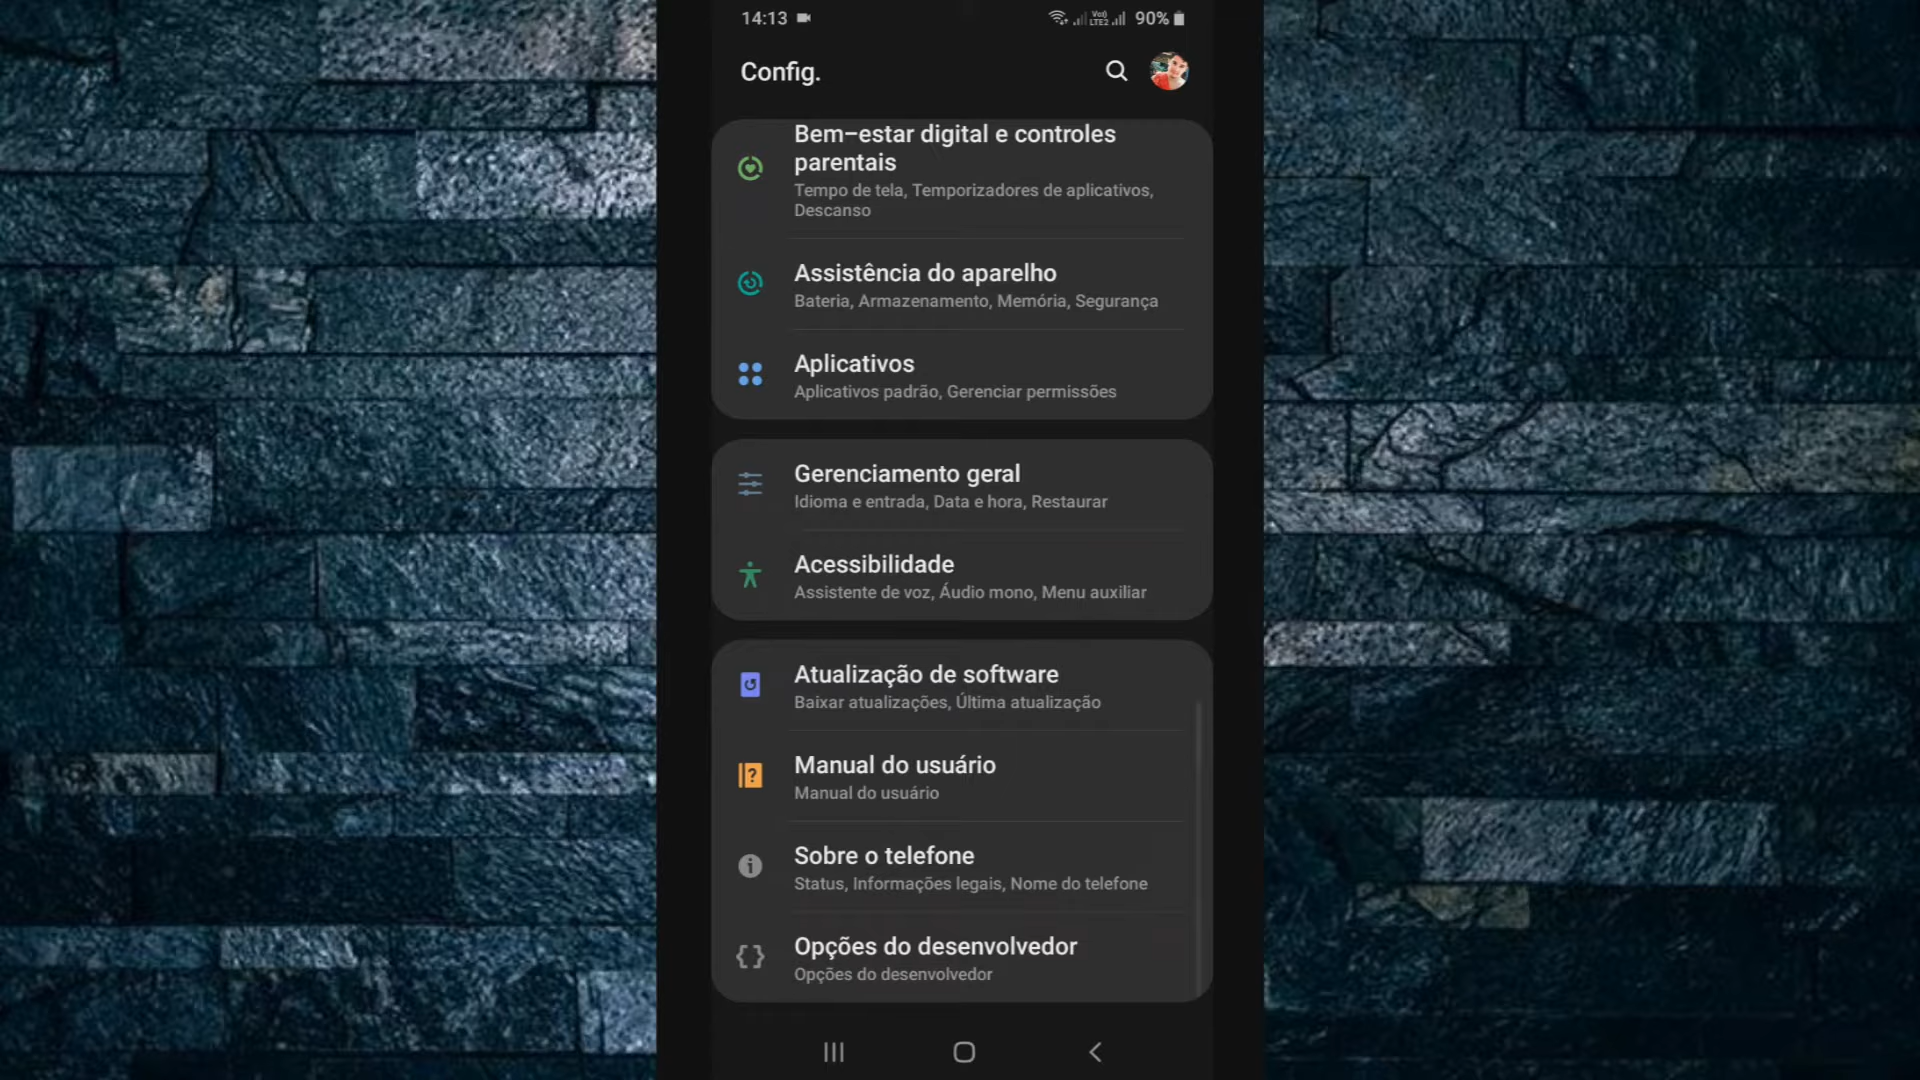 14:13
Vo)) LTE2 90%
Config.
Bem-estar digital e controles
parentais
Tempo de tela, Temporizadores de aplicativos,
Descanso
Assistência do aparelho
Bateria, Armazenamento, Memória, Segurança
Aplicativos
Aplicativos padrão, Gerenciar permissões
Gerenciamento geral
Idioma e entrada, Data e hora, Restaurar
Acessibilidade
Assistente de voz, Áudio mono, Menu auxiliar
Atualização de software
Baixar atualizações, Última atualização
Manual do usuário
Manual do usuário
Sobre o telefone
Status, Informações legais, Nome do telefone
Opções do desenvolvedor
Opções do desenvolvedor